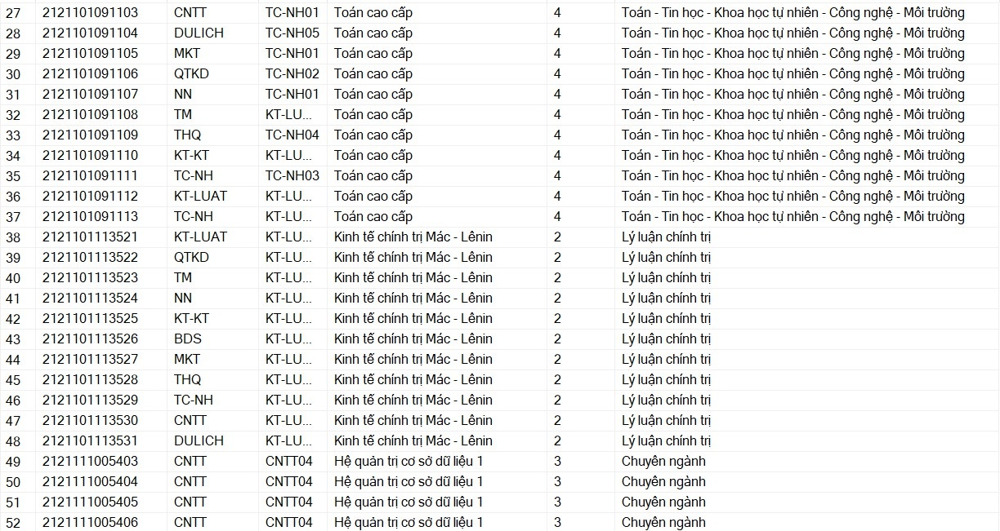 27 2121101091103 CNTT TC-NH01 Toán cao cấp 4 Toán - Tin học - Khoa học tự nhiên - Công nghệ - Môi trường
28 2121101091104 DULICH TC-NH05 Toán cao cấp 4 Toán - Tin học - Khoa học tự nhiên - Công nghệ - Môi trường
29 2121101091105 MKT TC-NH01 Toán cao cấp 4 Toán - Tin học - Khoa học tự nhiên - Công nghệ - Môi trường
30 2121101091106 QTKD TC-NH02 Toán cao cấp 4 Toán - Tin học - Khoa học tự nhiên - Công nghệ - Môi trường
31 2121101091107 NN TC-NH01 Toán cao cấp 4 Toán - Tin học - Khoa học tự nhiên - Công nghệ - Môi trường
32 2121101091108 TM KT-LU... Toán cao cấp 4 Toán - Tin học - Khoa học tự nhiên - Công nghệ - Môi trường
33 2121101091109 THQ TC-NH04 Toán cao cấp 4 Toán - Tin học - Khoa học tự nhiên - Công nghệ - Môi trường
34 2121101091110 KT-KT KT-LU... Toán cao cấp 4 Toán - Tin học - Khoa học tự nhiên - Công nghệ - Môi trường
35 2121101091111 TC-NH TC-NH03 Toán cao cấp 4 Toán - Tin học - Khoa học tự nhiên - Công nghệ - Môi trường
36 2121101091112 KT-LUAT KT-LU... Toán cao cấp 4 Toán - Tin học - Khoa học tự nhiên - Công nghệ - Môi trường
37 2121101091113 TC-NH KT-LU... Toán cao cấp 4 Toán - Tin học - Khoa học tự nhiên - Công nghệ - Môi trường
38 2121101113521 KT-LUAT KT-LU... Kinh tế chính trị Mác - Lênin 2 Lý luận chính trị
39 2121101113522 QTKD KT-LU... Kinh tế chính trị Mác - Lênin 2 Lý luận chính trị
40 2121101113523 TM KT-LU... Kinh tế chính trị Mác - Lênin 2 Lý luận chính trị
41 2121101113524 NN KT-LU... Kinh tế chính trị Mác - Lênin 2 Lý luận chính trị
42 2121101113525 KT-KT KT-LU... Kinh tế chính trị Mác - Lênin 2 Lý luận chính trị
43 2121101113526 BDS KT-LU... Kinh tế chính trị Mác - Lênin 2 Lý luận chính trị
44 2121101113527 MKT KT-LU... Kinh tế chính trị Mác - Lênin 2 Lý luận chính trị
45 2121101113528 THQ KT-LU... Kinh tế chính trị Mác - Lênin 2 Lý luận chính trị
46 2121101113529 TC-NH KT-LU... Kinh tế chính trị Mác - Lênin 2 Lý luận chính trị
47 2121101113530 CNTT KT-LU... Kinh tế chính trị Mác - Lênin 2 Lý luận chính trị
48 2121101113531 DULICH KT-LU... Kinh tế chính trị Mác - Lênin 2 Lý luận chính trị
49 2121111005403 CNTT CNTT04 Hệ quản trị cơ sở dữ liệu 1 3 Chuyên ngành
50 2121111005404 CNTT CNTT04 Hệ quản trị cơ sở dữ liệu 1 3 Chuyên ngành
51 2121111005405 CNTT CNTT04 Hệ quản trị cơ sở dữ liệu 1 3 Chuyên ngành
52 2121111005406 CNTT CNTT04 Hệ quản trị cơ sở dữ liệu 1 3 Chuyên ngành